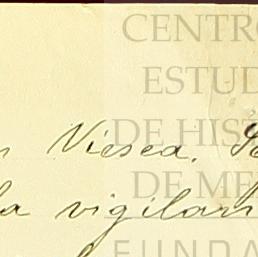 CENTRO
ESTUD
DE HIS
Viesca.
DE ME
la vigilan
FUNDA